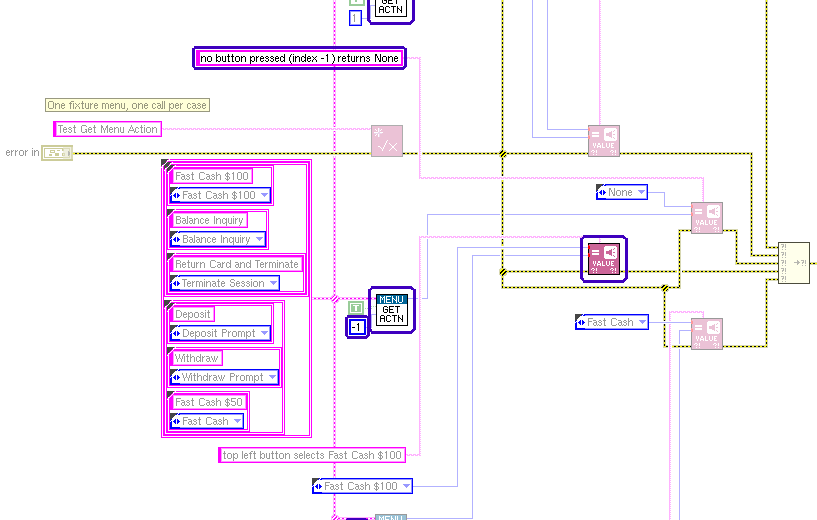 GET
ACTN
1
no button pressed (index -1) returns None
One fixture menu, one call per case
Test Get Menu Action
= 
VALUE
?!
error in
Fast Cash $100
Fast Cash $100
None
Balance Inquiry
Balance Inquiry
=
VALUE
?!
Return Card and Terminate
Terminate Session
=
VALUE
?!
?!
?!
?!
?!
?!
MENU
GET
ACTN
T
-1
Deposit
Deposit Prompt
Fast Cash
=
VALUE
?!
Withdraw
Withdraw Prompt
Fast Cash $50
Fast Cash
top left button selects Fast Cash $100
Fast Cash $100
MENU